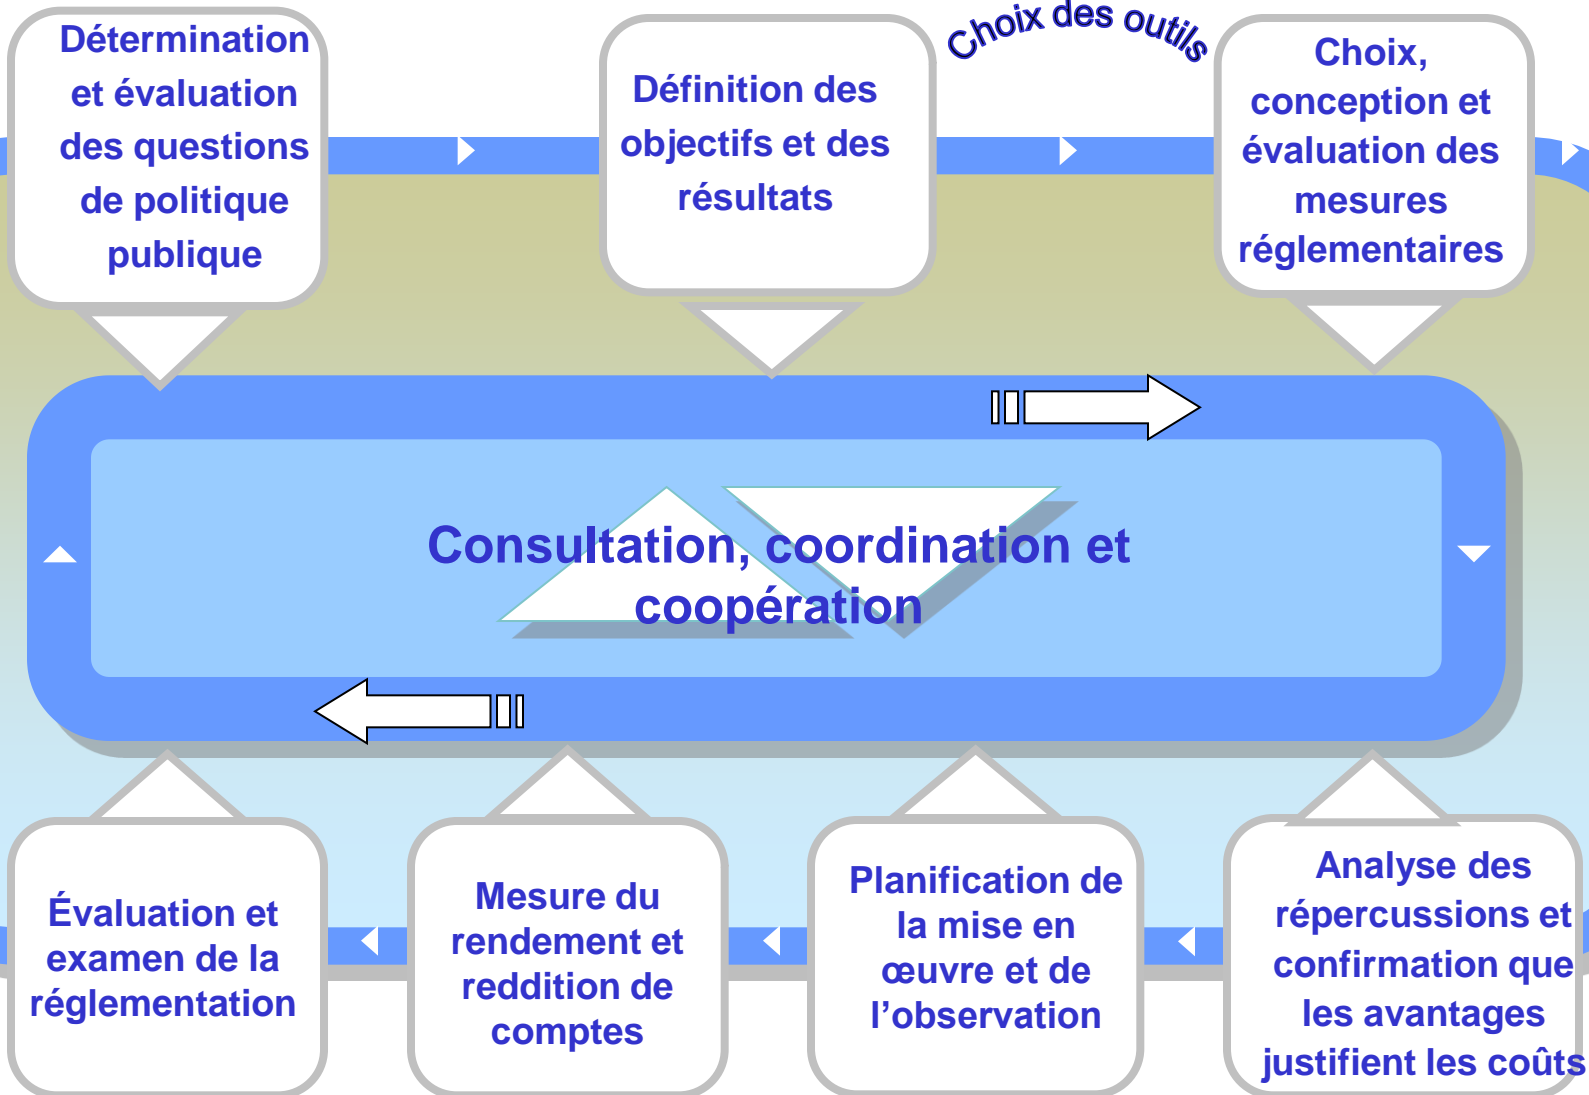 Détermination
et évaluation
des questions
de politique
publique
Définition des
objectifs et des
résultats
Choix des outils
Choix,
conception et
évaluation des
mesures
réglementaires
Consultation, coordination et
coopération
Évaluation et
examen de la
réglementation
Mesure du
rendement et
reddition de
comptes
Planification de
la mise en
œuvre et de
l’observation
Analyse des
répercussions et
confirmation que
les avantages
justifient les coûts